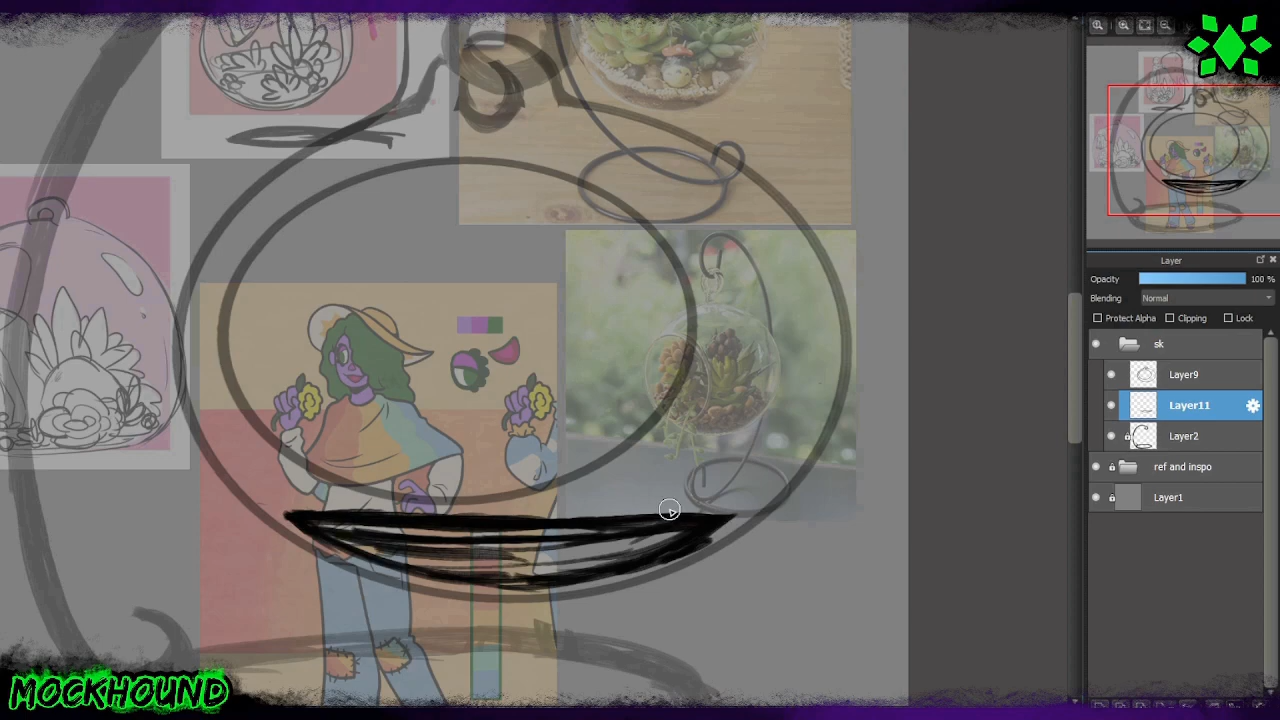 Layer
Opacity 100 %
Blending Normal
Protect Alpha Clipping Lock
sk
Layer9
Layer11
Layer2
ref and inspo
Layer1
MOCKHOUND